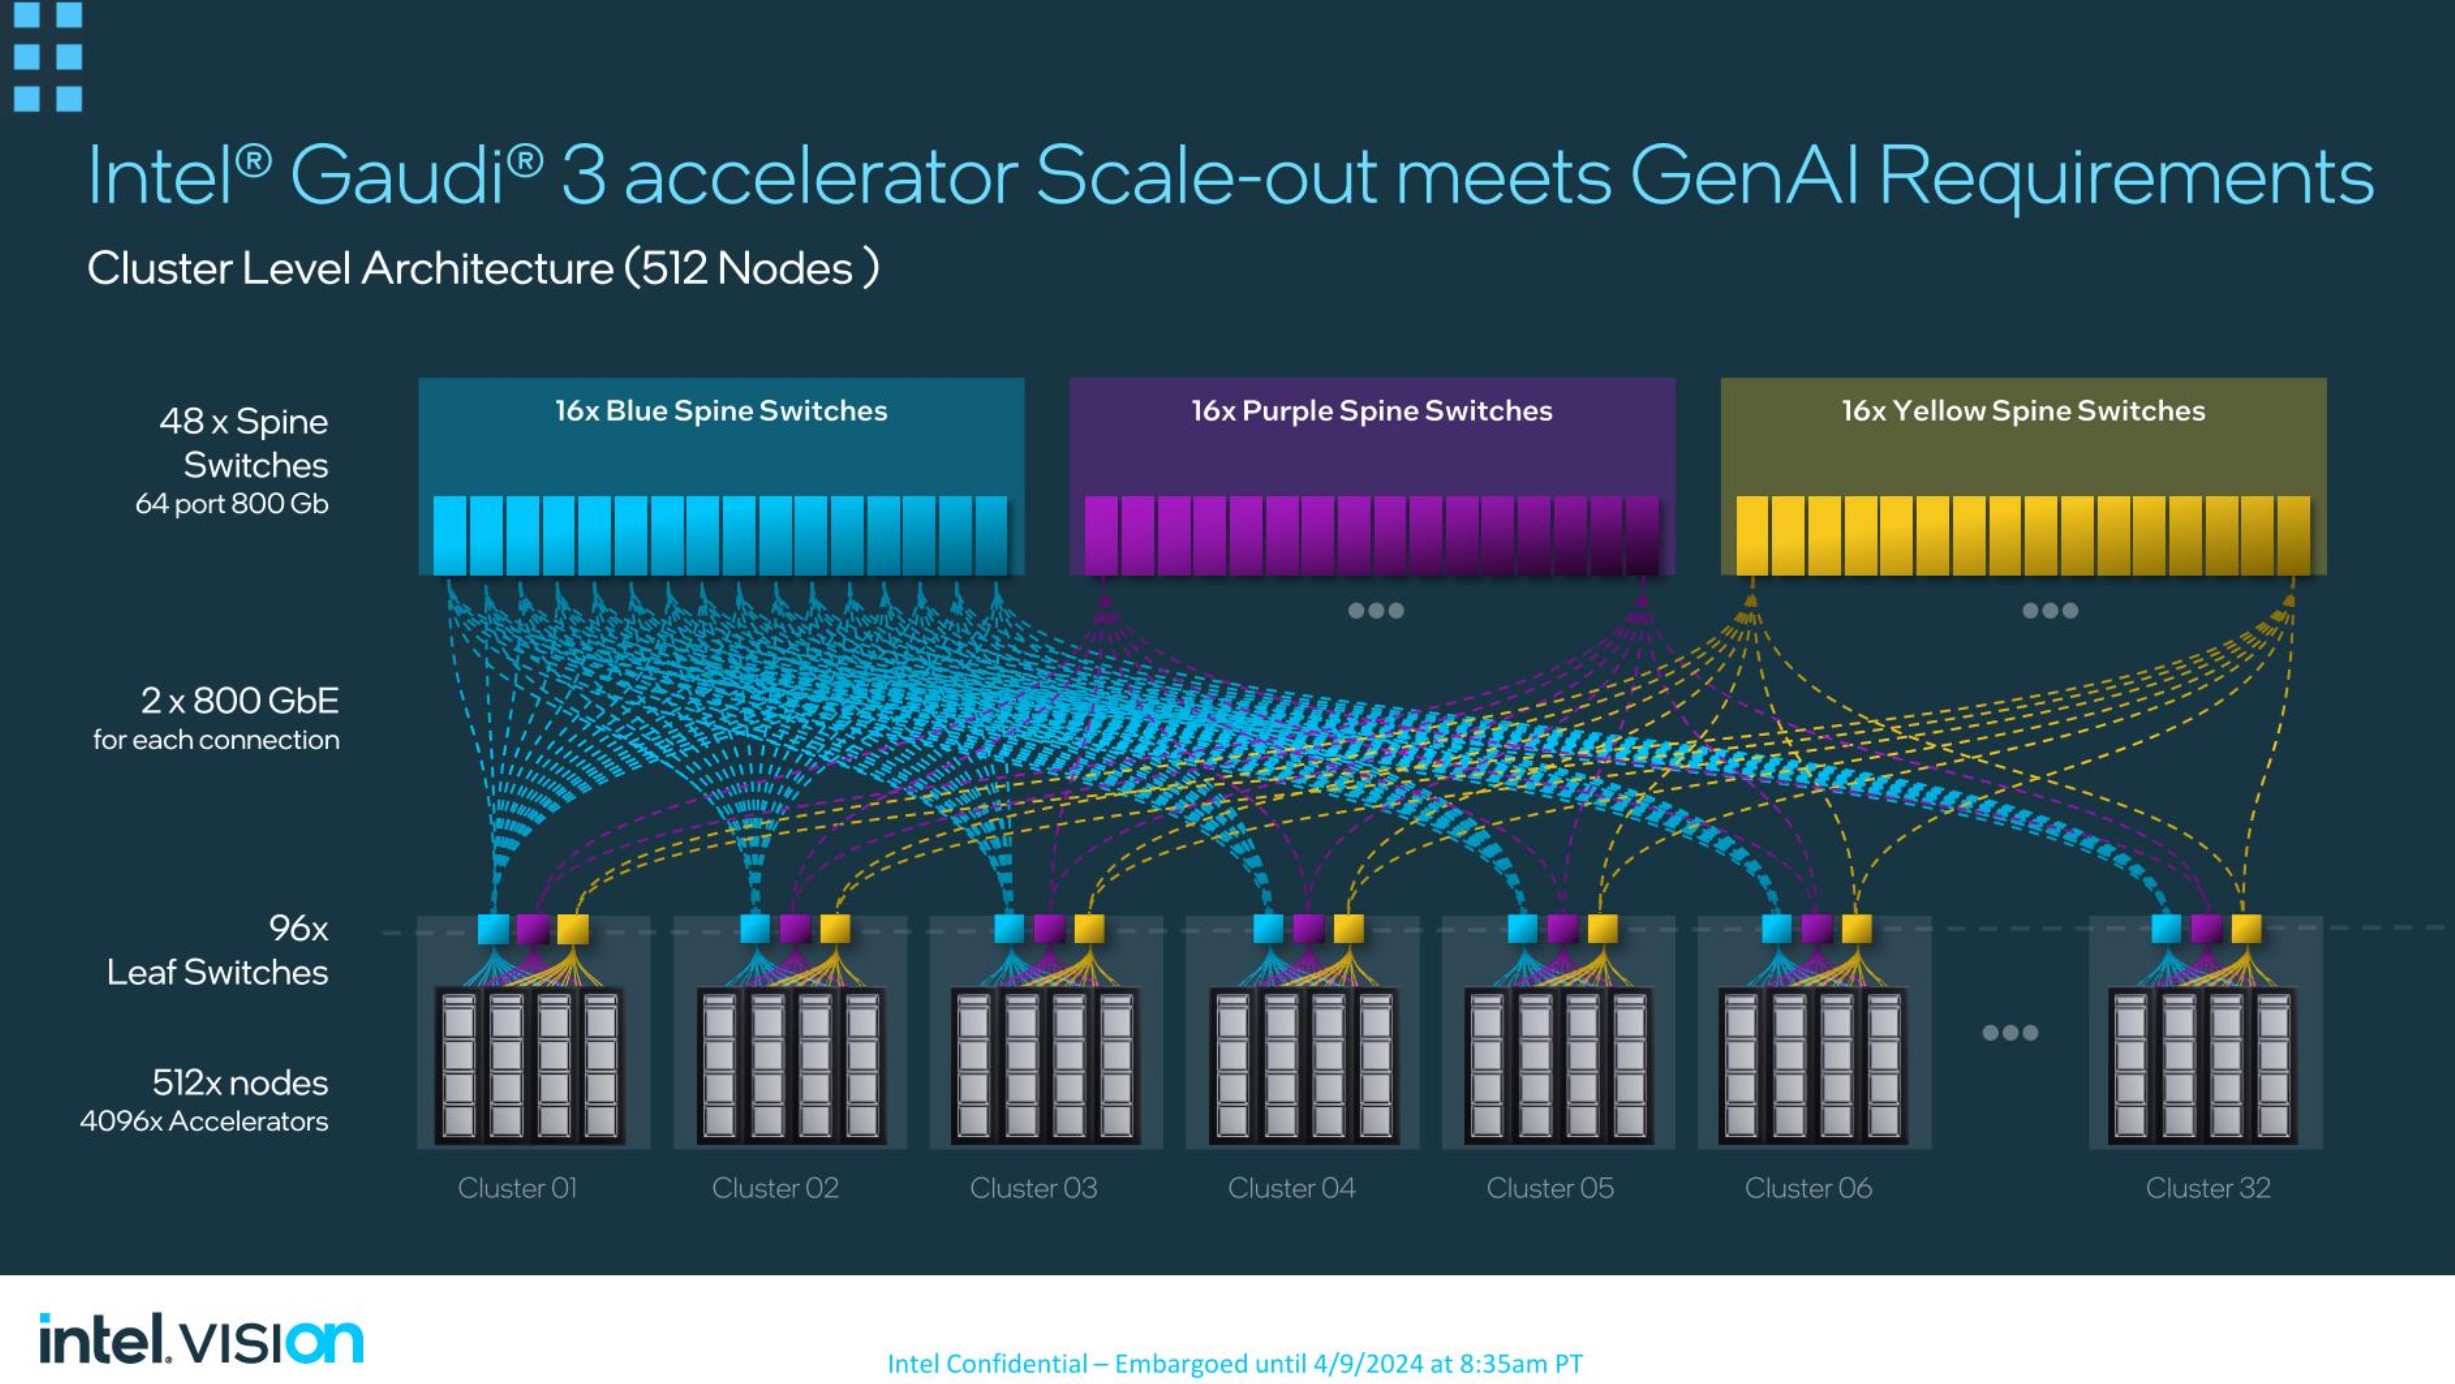 Intel® Gaudi® 3 accelerator Scale-out meets GenAI Requirements
Cluster Level Architecture (512 Nodes )
48 x Spine
Switches
64 port 800 Gb
16x Blue Spine Switches
16x Purple Spine Switches
16x Yellow Spine Switches
2 x 800 GbE
for each connection
96x
Leaf Switches
512x nodes
4096x Accelerators
Cluster 01
Cluster 02
Cluster 03
Cluster 04
Cluster 05
Cluster 06
Cluster 32
intel. VISION
Intel Confidential – Embargoed until 4/9/2024 at 8:35am PT